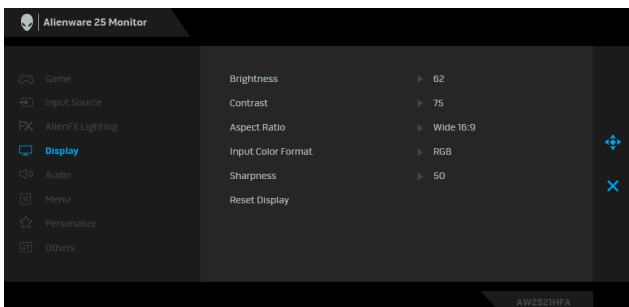 Alienware 25 Monitor
Game
Input Source
FX AlienFX Lighting
Display
Audio
Menu
Personalize
Others
Brightness 62
Contrast 75
Aspect Ratio Wide 16:9
Input Color Format RGB
Sharpness 50
Reset Display
AW2521HFA